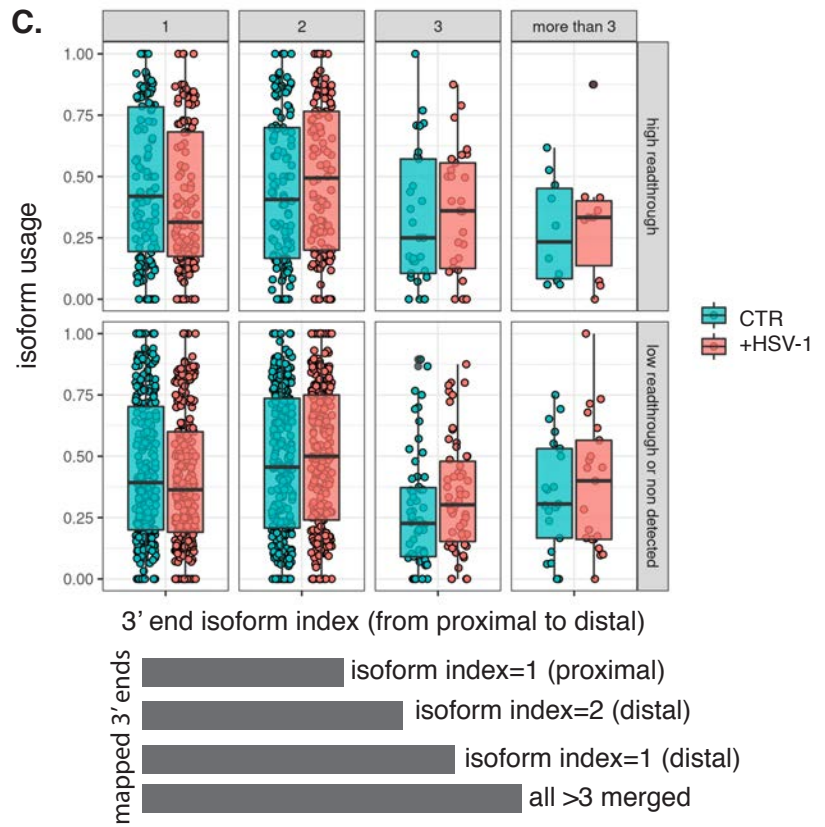 C.
1 2 3 more than 3
1.00
0.75
0.50
0.25
0.00
high readthrough
1.00
0.75
0.50
0.25
0.00
low readthrough or non detected
isoform usage
CTR
+HSV-1
3' end isoform index (from proximal to distal)
mapped 3' ends
isoform index=1 (proximal)
isoform index=2 (distal)
isoform index=1 (distal)
all >3 merged